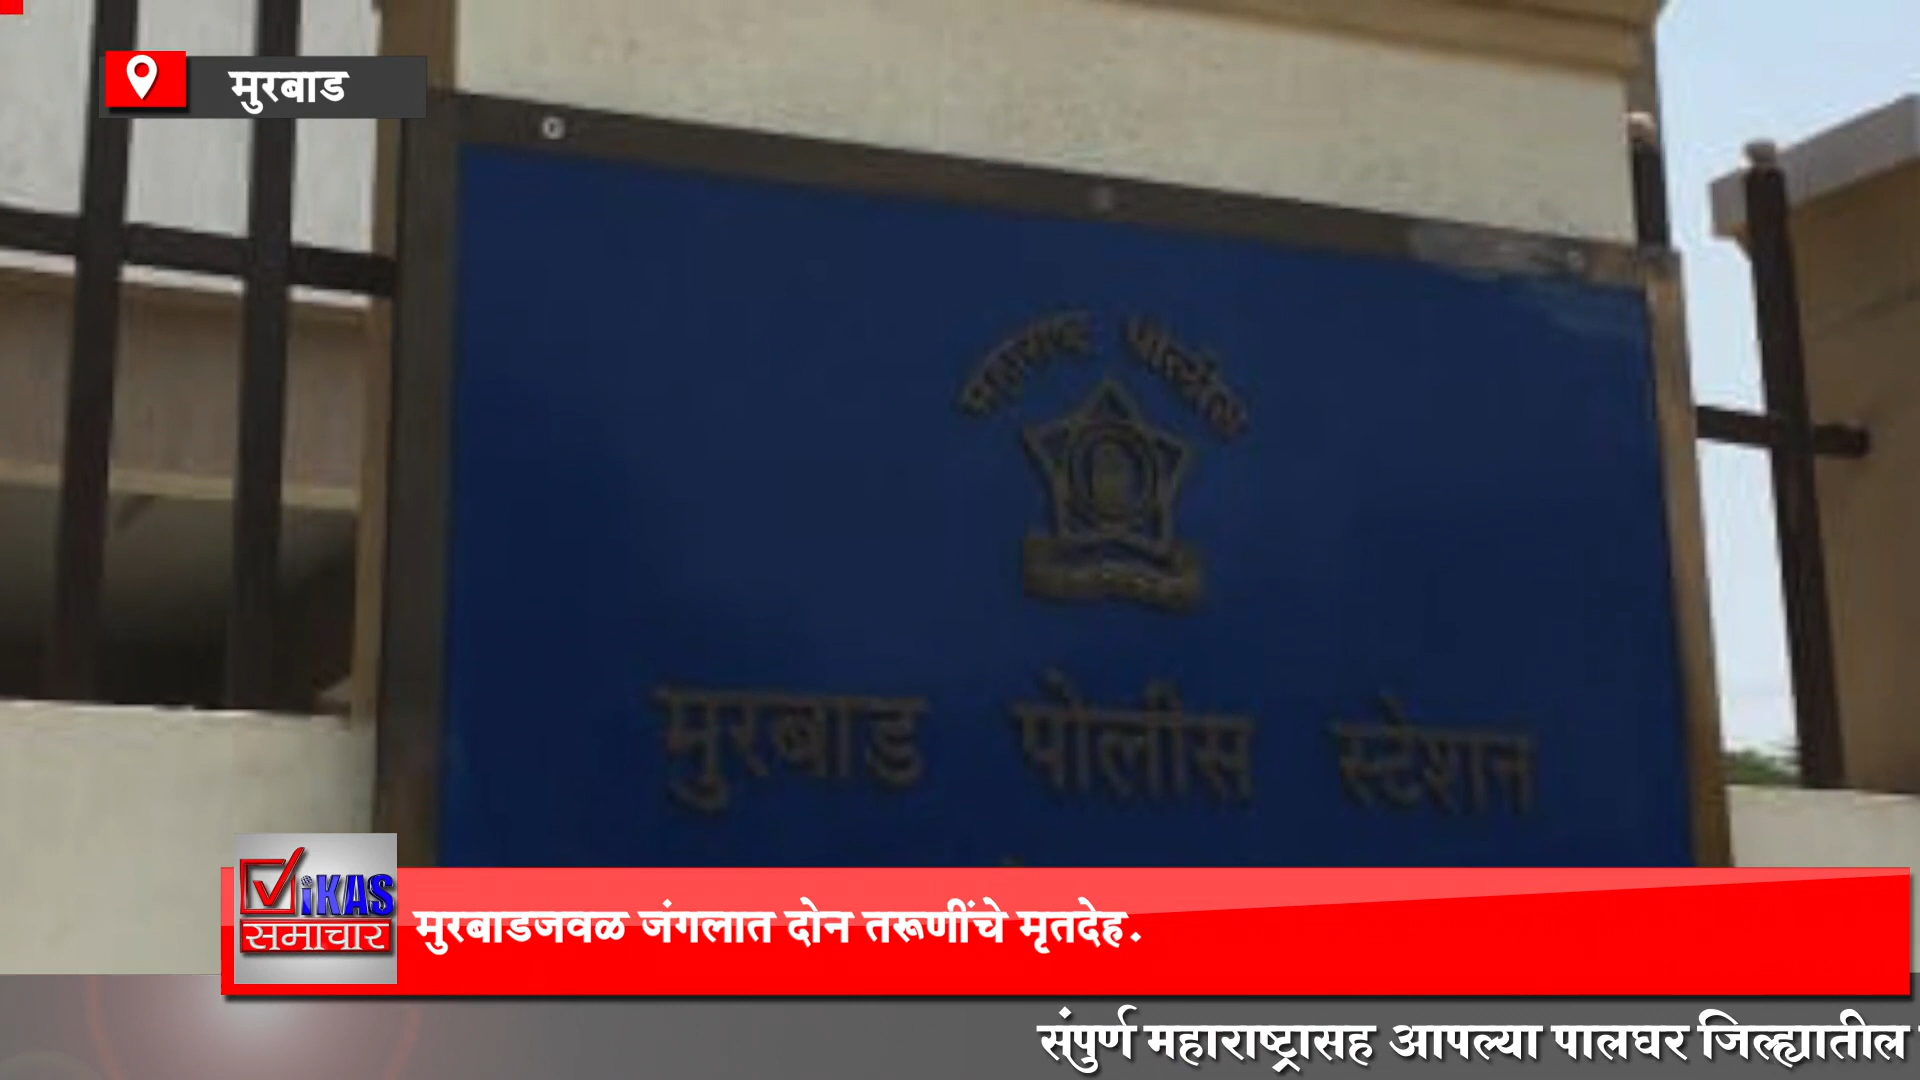 मुरबाड
महाराष्ट्र पोलीस
मुरबाड पोलीस स्टेशन
ViKAS
समाचार
मुरबाडजवळ जंगलात दोन तरूणींचे मृतदेह.
संपुर्ण महाराष्ट्रासह आपल्या पालघर जिल्ह्यातील